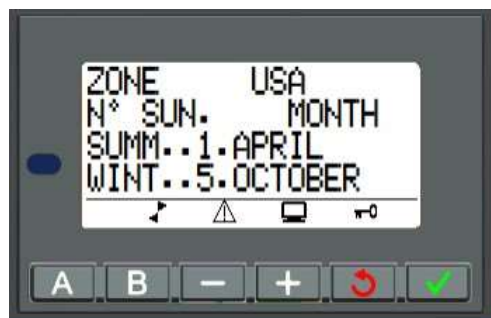 ZONE USA
N° SUN. MONTH
SUMM..1.APRIL
WINT..5.OCTOBER
A B - +